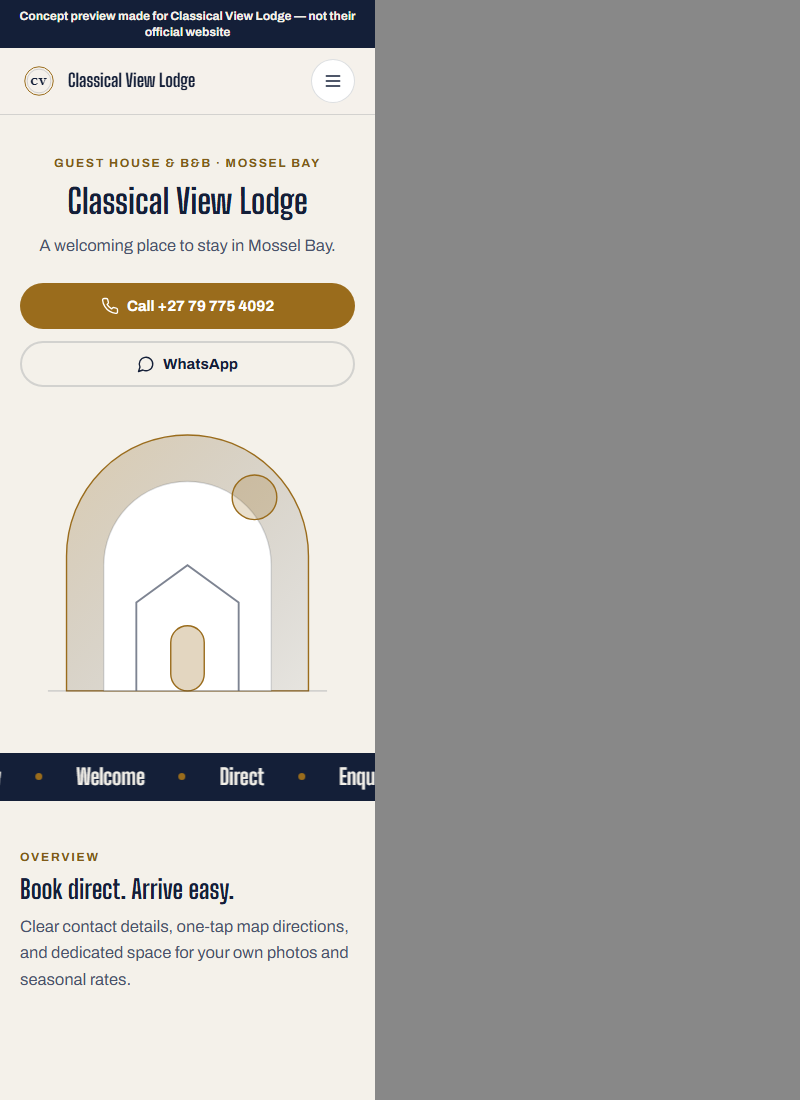 Concept preview made for Classical View Lodge — not their
official website
CV
Classical View Lodge
GUEST HOUSE & B&B · MOSSEL BAY
Classical View Lodge
A welcoming place to stay in Mossel Bay.
Call +27 79 775 4092
WhatsApp
Welcome • Direct • Enqu
OVERVIEW
Book direct. Arrive easy.
Clear contact details, one-tap map directions,
and dedicated space for your own photos and
seasonal rates.